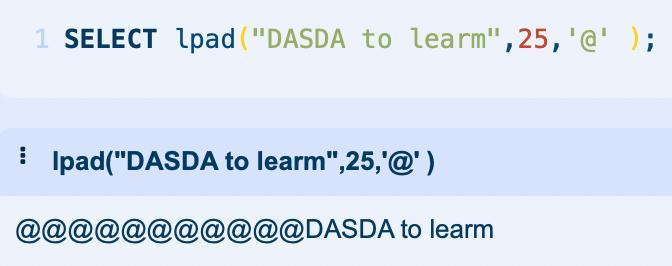 1 SELECT lpad("DASDA to learm",25,'@' );
lpad("DASDA to learm",25,'@' )
@@@@@@@@@@@DASDA to learm